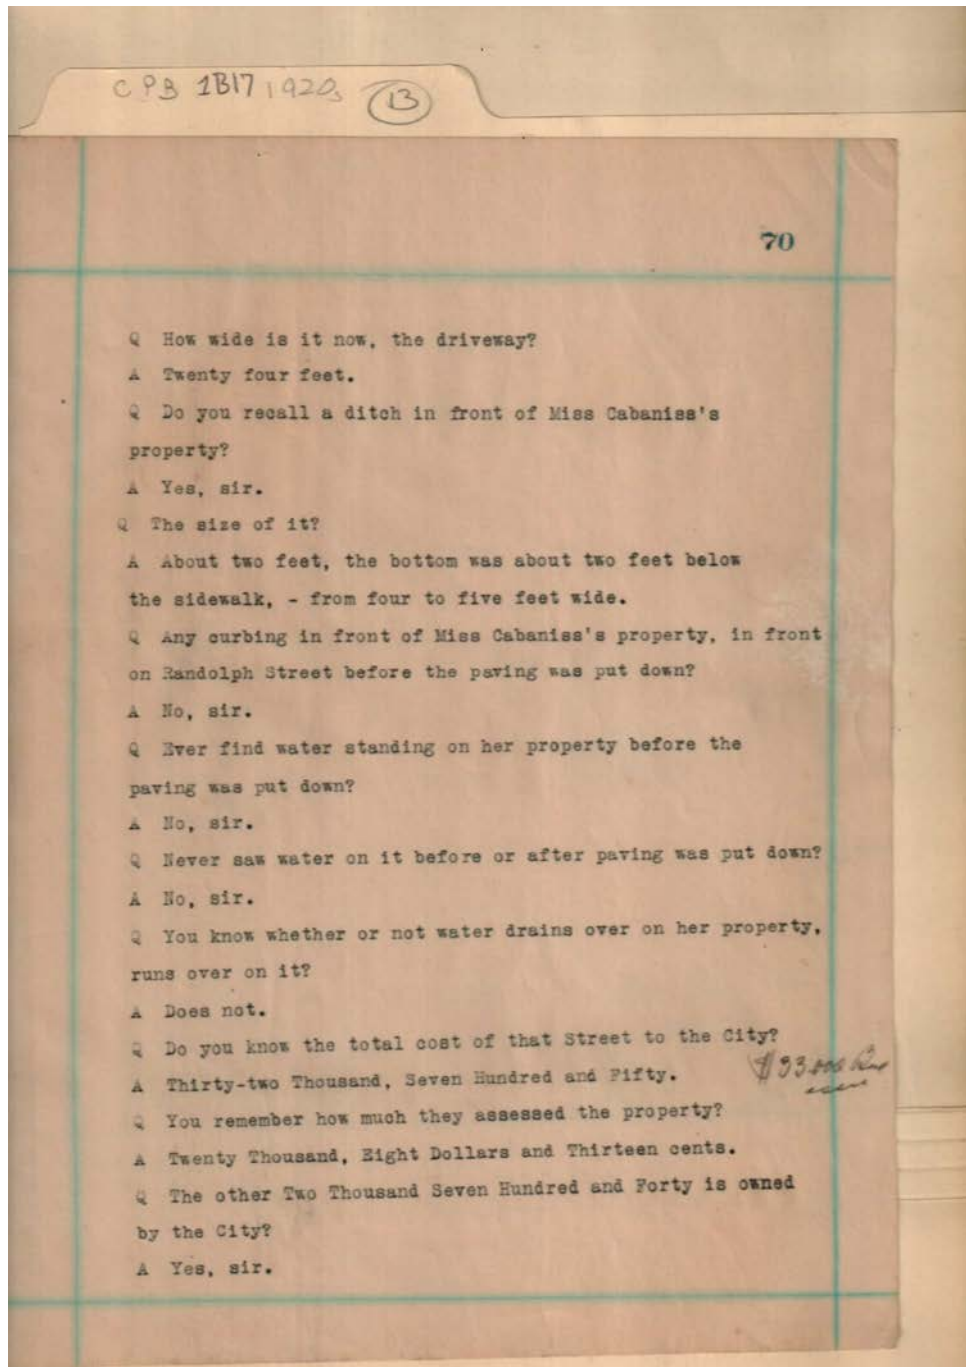 CPB 1B17 1920s 13
70
Q How wide is it now, the driveway?
A Twenty four feet.
Q Do you recall a ditch in front of Miss Cabaniss's
property?
A Yes, sir.
Q The size of it?
A About two feet, the bottom was about two feet below
the sidewalk, - from four to five feet wide.
Q Any curbing in front of Miss Cabaniss's property, in front
on Randolph Street before the paving was put down?
A No, sir.
Q Ever find water standing on her property before the
paving was put down?
A No, sir.
Q Never saw water on it before or after paving was put down?
A No, sir.
Q You know whether or not water drains over on her property,
runs over on it?
A Does not.
Q Do you know the total cost of that Street to the City?
A Thirty-two Thousand, Seven Hundred and Fifty.
Q You remember how much they assessed the property?
A Twenty Thousand, Eight Dollars and Thirteen cents.
Q The other Two Thousand Seven Hundred and Forty is owned
by the City?
A Yes, sir.